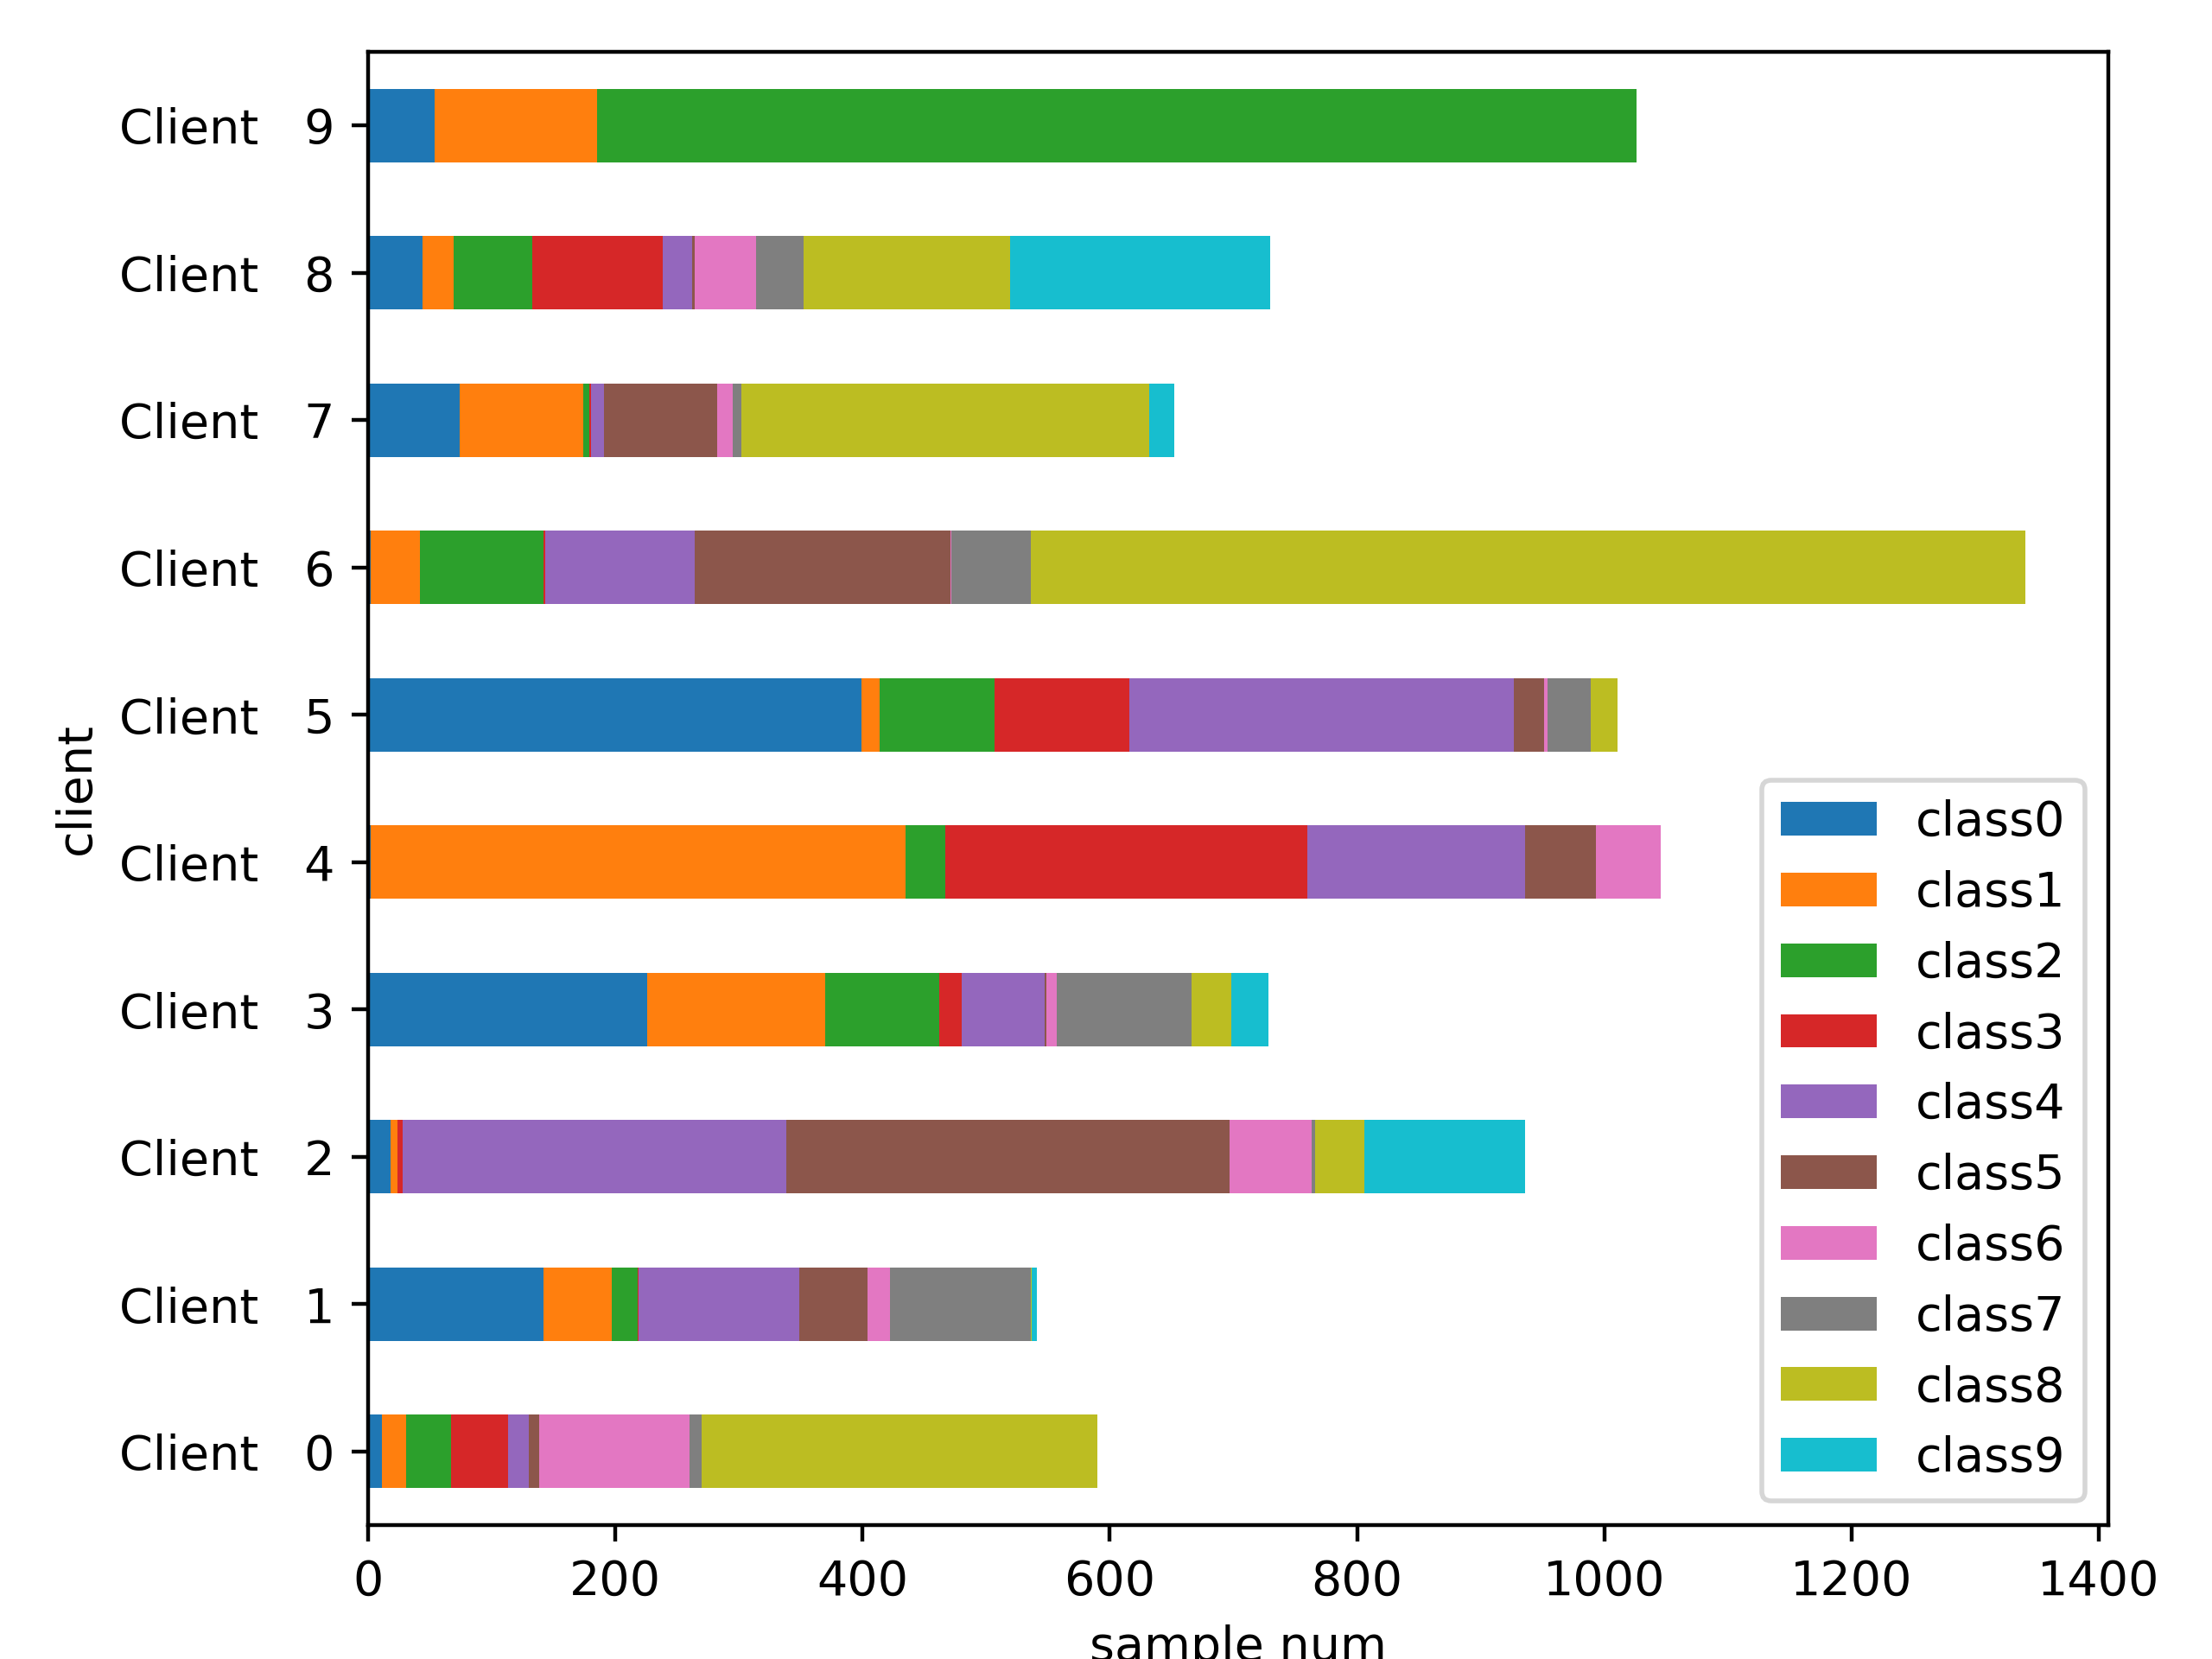 Client 9
Client 8
Client 7
Client 6
Client 5
Client 4
Client 3
Client 2
Client 1
Client 0
client
class0
class1
class2
class3
class4
class5
class6
class7
class8
class9
0 200 400 600 800 1000 1200 1400
sample num